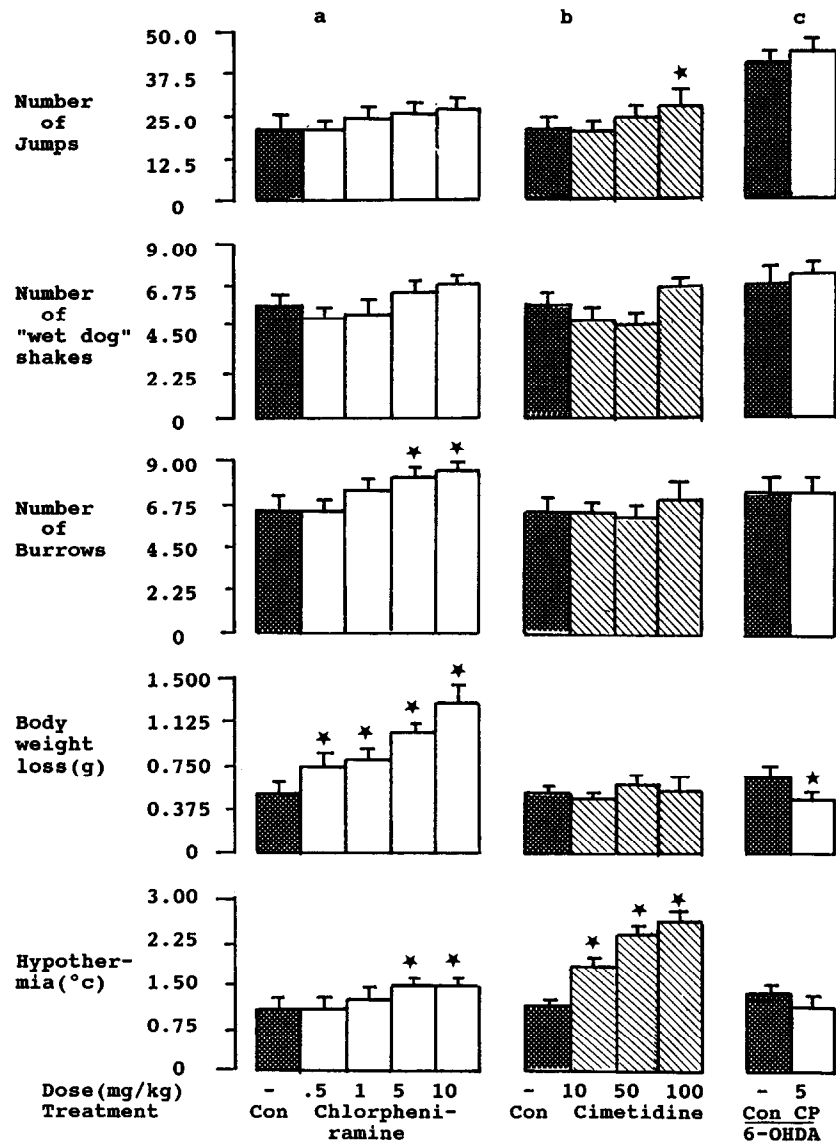 a b c
50.0
37.5
25.0
12.5
0
Number
of
Jumps
9.00
6.75
4.50
2.25
0
Number
of
"wet dog"
shakes
9.00
6.75
4.50
2.25
0
Number
of
Burrows
1.500
1.125
0.750
0.375
0
Body
weight
loss(g)
3.00
2.25
1.50
0.75
0
Hypother-
mia(°c)
Dose(mg/kg) - .5 1 5 10 - 10 50 100 - 5
Treatment Con Chlorpheni- Con Cimetidine Con CP
ramine 6-OHDA